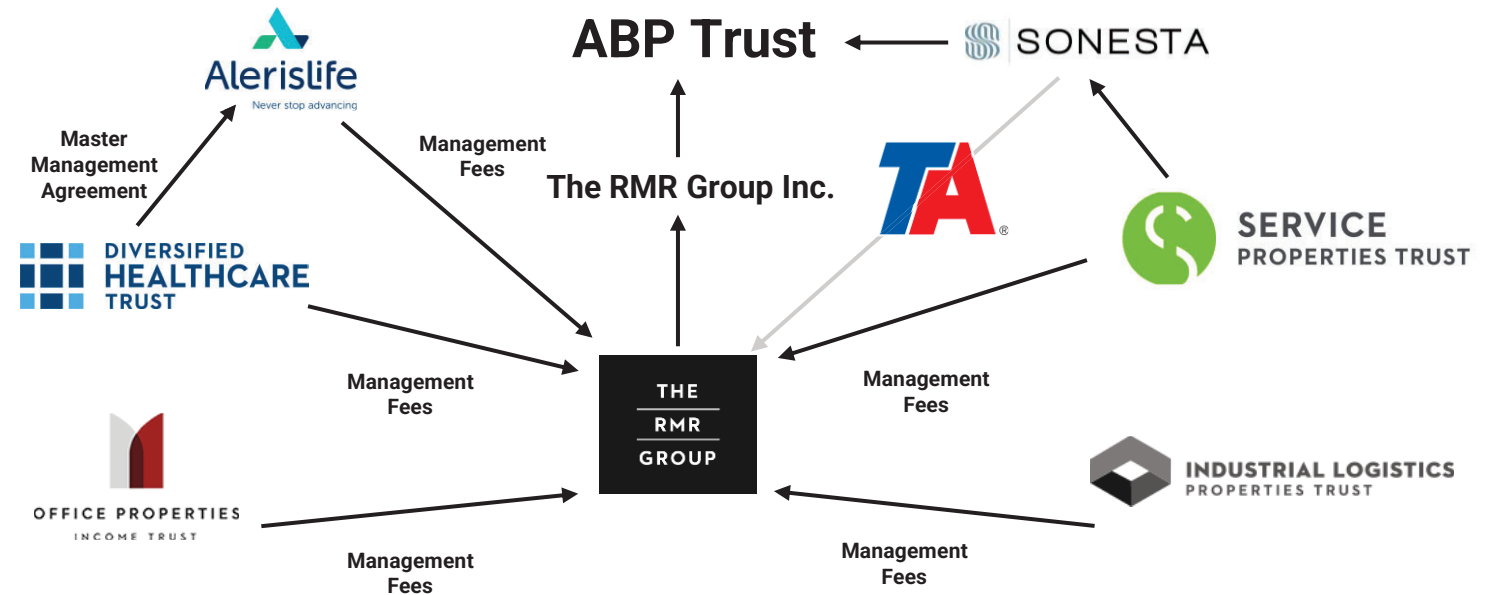 AlerisLife
Never stop advancing
ABP Trust
SONESTA
Master
Management
Agreement
Management
Fees
The RMR Group Inc.
TA
®
SERVICE
PROPERTIES TRUST
DIVERSIFIED
HEALTHCARE
TRUST
Management
Fees
THE
RMR
GROUP
Management
Fees
OFFICE PROPERTIES
INCOME TRUST
INDUSTRIAL LOGISTICS
PROPERTIES TRUST
Management
Fees
Management
Fees